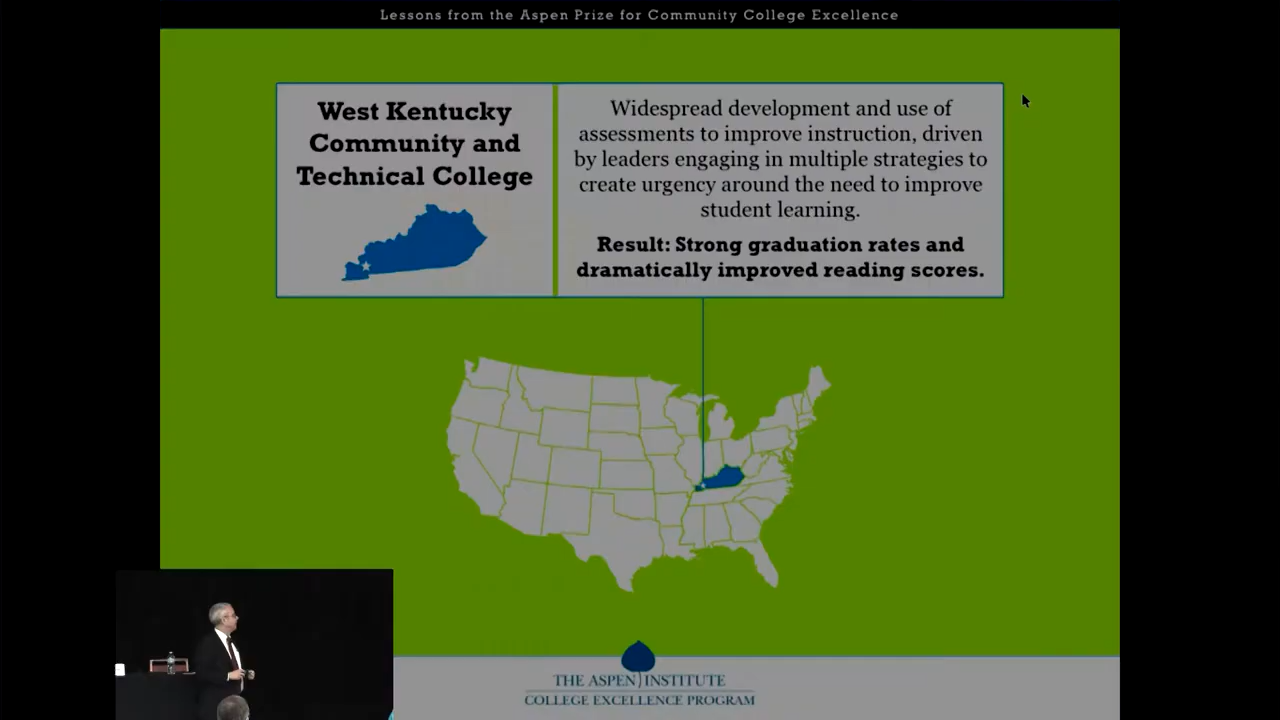 Lessons from the Aspen Prize for Community College Excellence
West Kentucky
Community and
Technical College
Widespread development and use of
assessments to improve instruction, driven
by leaders engaging in multiple strategies to
create urgency around the need to improve
student learning.
Result: Strong graduation rates and
dramatically improved reading scores.
THE ASPEN INSTITUTE
COLLEGE EXCELLENCE PROGRAM